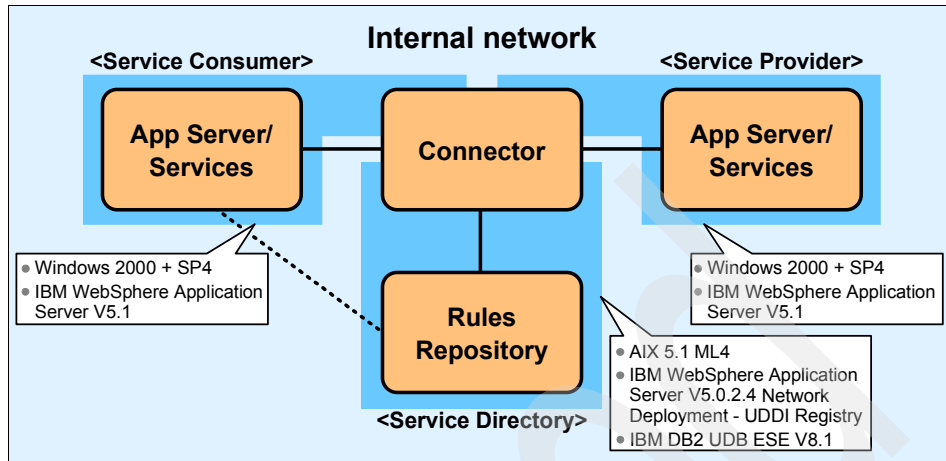 Internal network
<Service Consumer>
<Service Provider>
App Server/
Services
Connector
App Server/
Services
• Windows 2000 + SP4
• IBM WebSphere Application
Server V5.1
• Windows 2000 + SP4
• IBM WebSphere Application
Server V5.1
Rules
Repository
• AIX 5.1 ML4
• IBM WebSphere Application
Server V5.0.2.4 Network
Deployment - UDDI Registry
• IBM DB2 UDB ESE V8.1
<Service Directory>